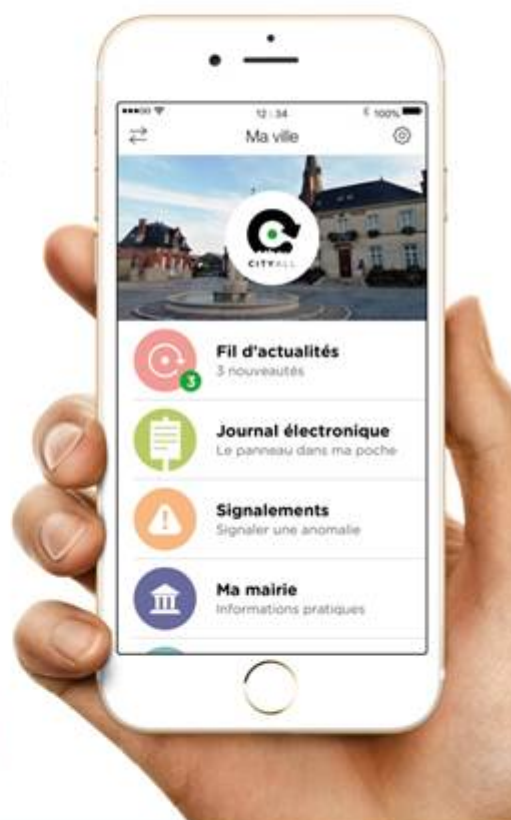 12:34
100%
Ma ville
CITYALL
Fil d'actualités
3 nouveautés
3
Journal électronique
Le panneau dans ma poche
Signalements
Signaler une anomalie
Ma mairie
Informations pratiques